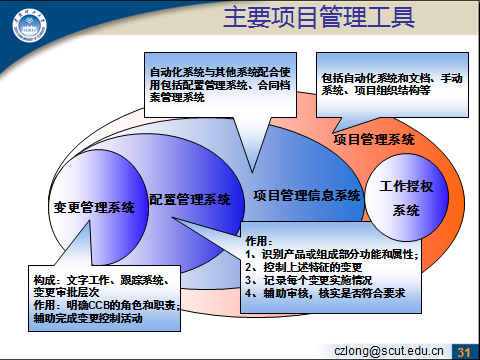 主要项目管理工具
自动化系统与其他系统配合使
用包括配置管理系统、合同档
案管理系统
包括自动化系统和文档、手动
系统、项目组织结构等
项目管理系统
变更管理系统
配置管理系统
项目管理信息系统
工作授权
系统
构成：文字工作、跟踪系统、
变更审批层次
作用：明确CCB的角色和职责；
辅助完成变更控制活动
作用：
1、识别产品或组成部分功能和属性；
2、控制上述特征的变更
3、记录每个变更实施情况
4、辅助审核，核实是否符合要求
czlong@scut.edu.cn
31